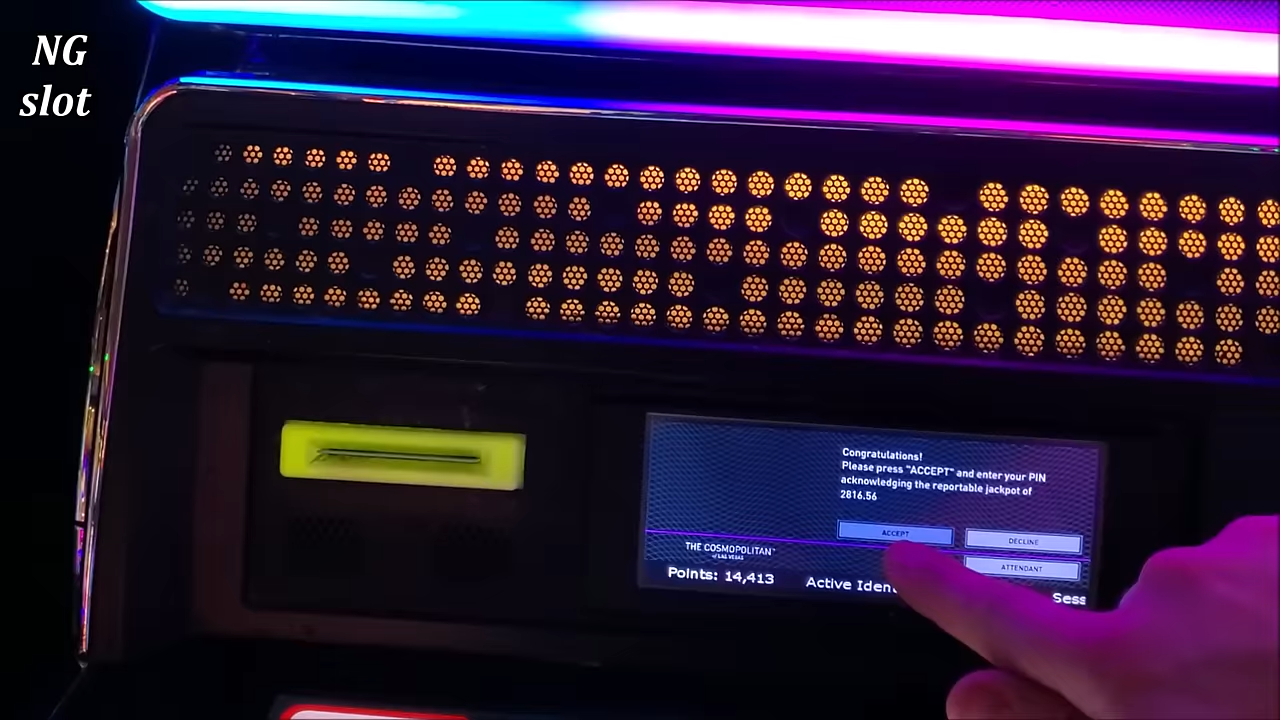 NG
slot
Congratulations!
Please press "ACCEPT" and enter your PIN
acknowledging the reportable jackpot of
2816.56
ACCEPT
DECLINE
THE COSMOPOLITAN™
of LAS VEGAS
ATTENDANT
Points: 14,413
Active Iden
Sess